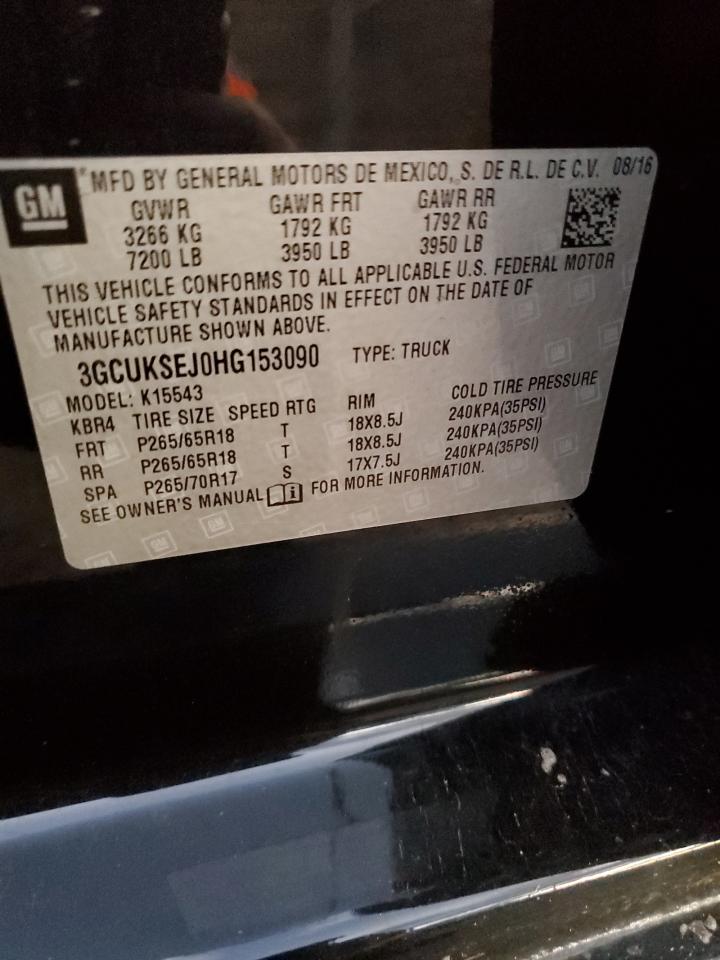 GM
MFD BY GENERAL MOTORS DE MEXICO, S. DE R.L. DE C.V. 08/16
GVWR GAWR FRT GAWR RR
3266 KG 1792 KG 1792 KG
7200 LB 3950 LB 3950 LB
THIS VEHICLE CONFORMS TO ALL APPLICABLE U.S. FEDERAL MOTOR
VEHICLE SAFETY STANDARDS IN EFFECT ON THE DATE OF
MANUFACTURE SHOWN ABOVE.
3GCUKSEJ0HG153090 TYPE: TRUCK
MODEL: K15543
KBR4 TIRE SIZE SPEED RTG RIM COLD TIRE PRESSURE
FRT P265/65R18 T 18X8.5J 240KPA(35PSI)
RR P265/65R18 T 18X8.5J 240KPA(35PSI)
SPA P265/70R17 S 17X7.5J 240KPA(35PSI)
SEE OWNER'S MANUAL FOR MORE INFORMATION.